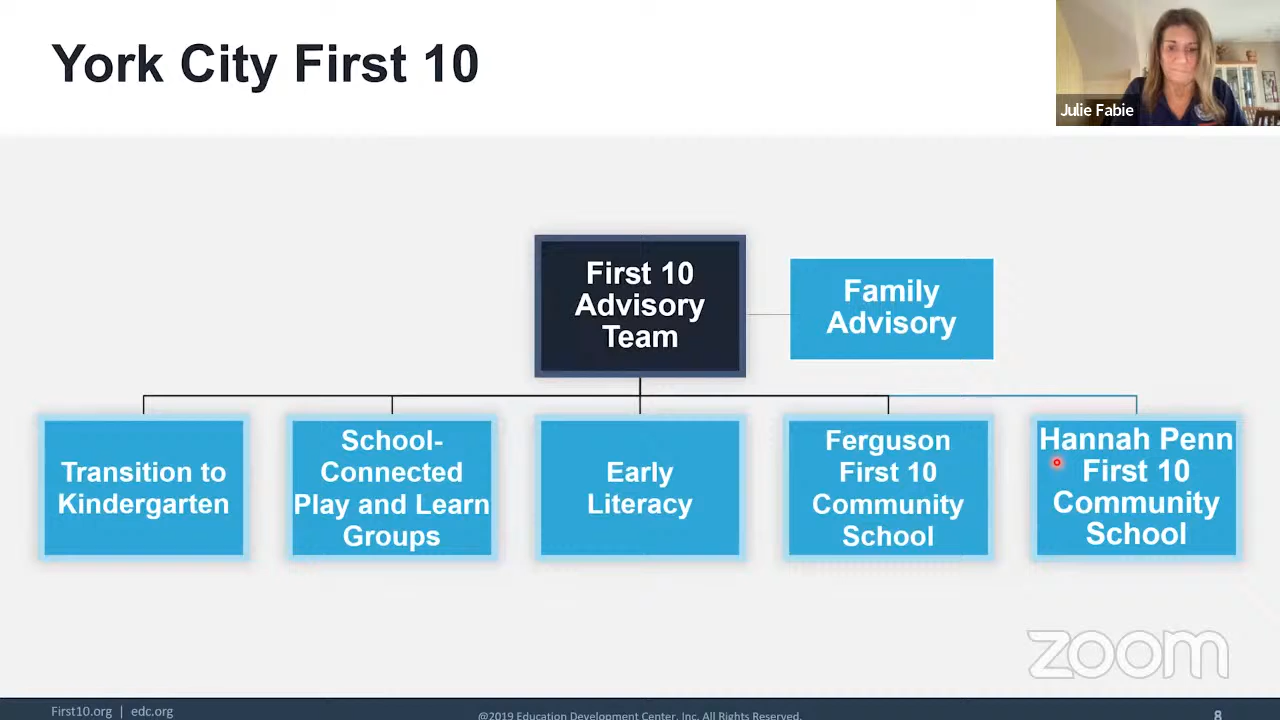 York City First 10
Julie Fabie
First 10
Advisory
Team
Family
Advisory
Transition to
Kindergarten
School-
Connected
Play and Learn
Groups
Early
Literacy
Ferguson
First 10
Community
School
Hannah Penn
First 10
Community
School
zoom
First10.org | edc.org
@2019 Education Development Center, Inc. All Rights Reserved.
8